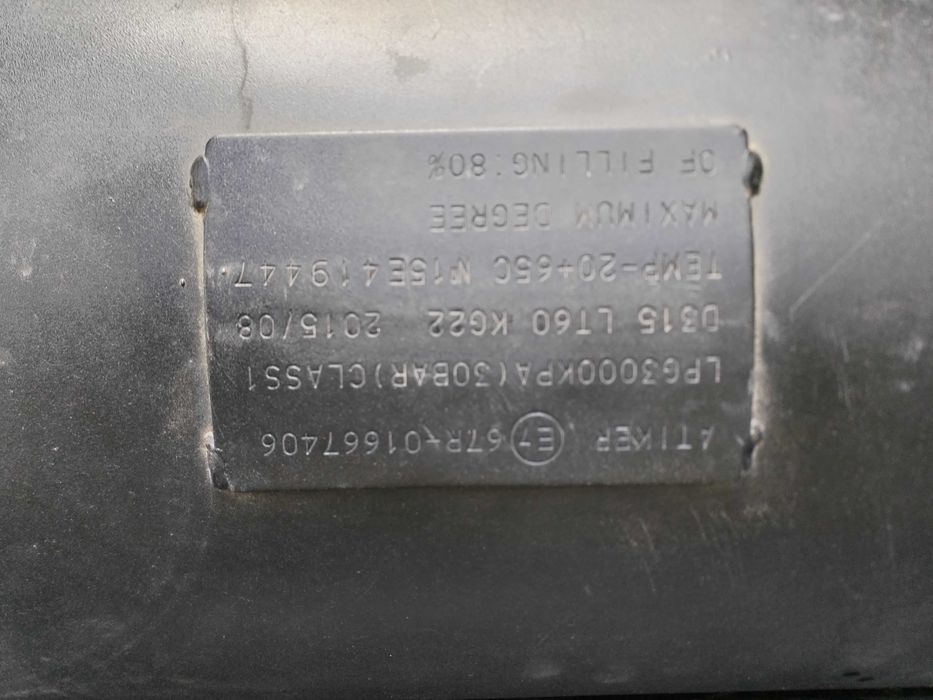 ATIKER E7 67R-01667406
LPG3000KPA(30BAR)CLASS1
D315 LT60 KG22 2015/08
TEMP-20+65C N°15E419447
MAXIMUM DEGREE
OF FILLING:80%